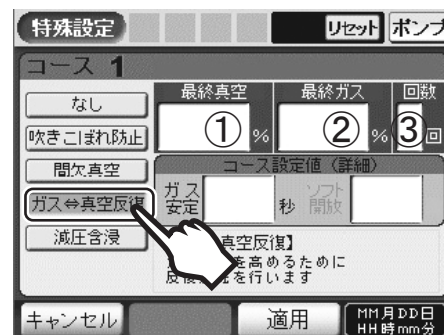 特殊設定
リセット ポンプ
コース 1
なし
吹きこぼれ防止
間欠真空
ガス⇔真空反復
減圧含浸
最終真空 最終ガス 回数
① % ② % ③ 回
コース設定値（詳細）
ガス安定 秒 ソフト開放
真空反復】
を高めるために
反復
を行います
キャンセル 適用 MM月DD日
HH時mm分